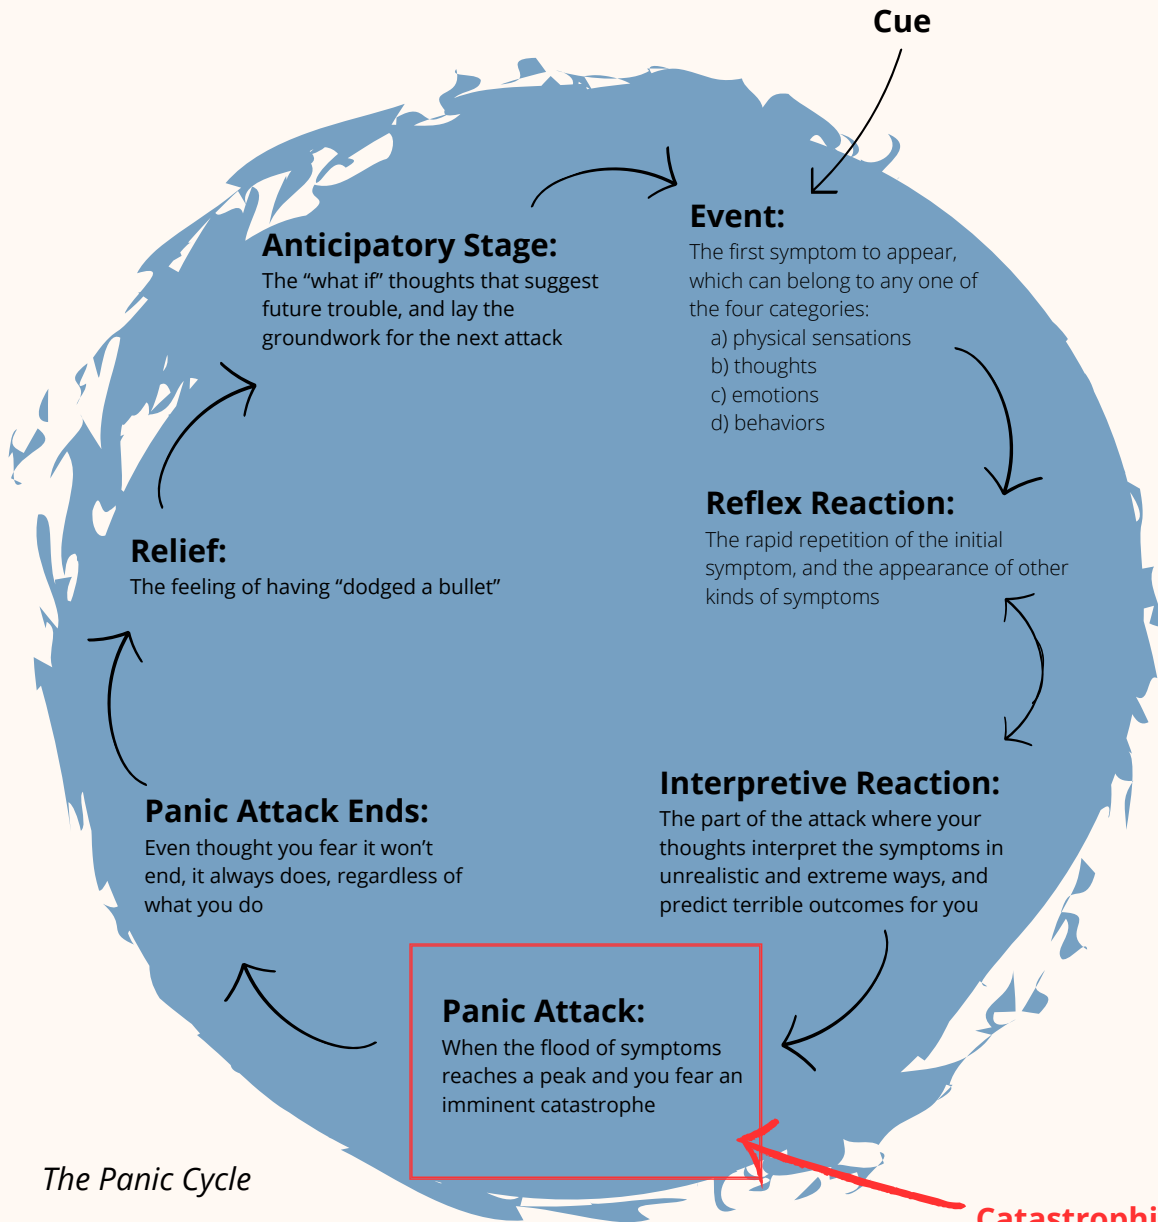 Cue
Event:
The first symptom to appear,
which can belong to any one of
the four categories:
a) physical sensations
b) thoughts
c) emotions
d) behaviors
Reflex Reaction:
The rapid repetition of the initial
symptom, and the appearance of other
kinds of symptoms
Interpretive Reaction:
The part of the attack where your
thoughts interpret the symptoms in
unrealistic and extreme ways, and
predict terrible outcomes for you
Panic Attack:
When the flood of symptoms
reaches a peak and you fear an
imminent catastrophe
Panic Attack Ends:
Even thought you fear it won’t
end, it always does, regardless of
what you do
Relief:
The feeling of having “dodged a bullet”
Anticipatory Stage:
The “what if” thoughts that suggest
future trouble, and lay the
groundwork for the next attack
The Panic Cycle